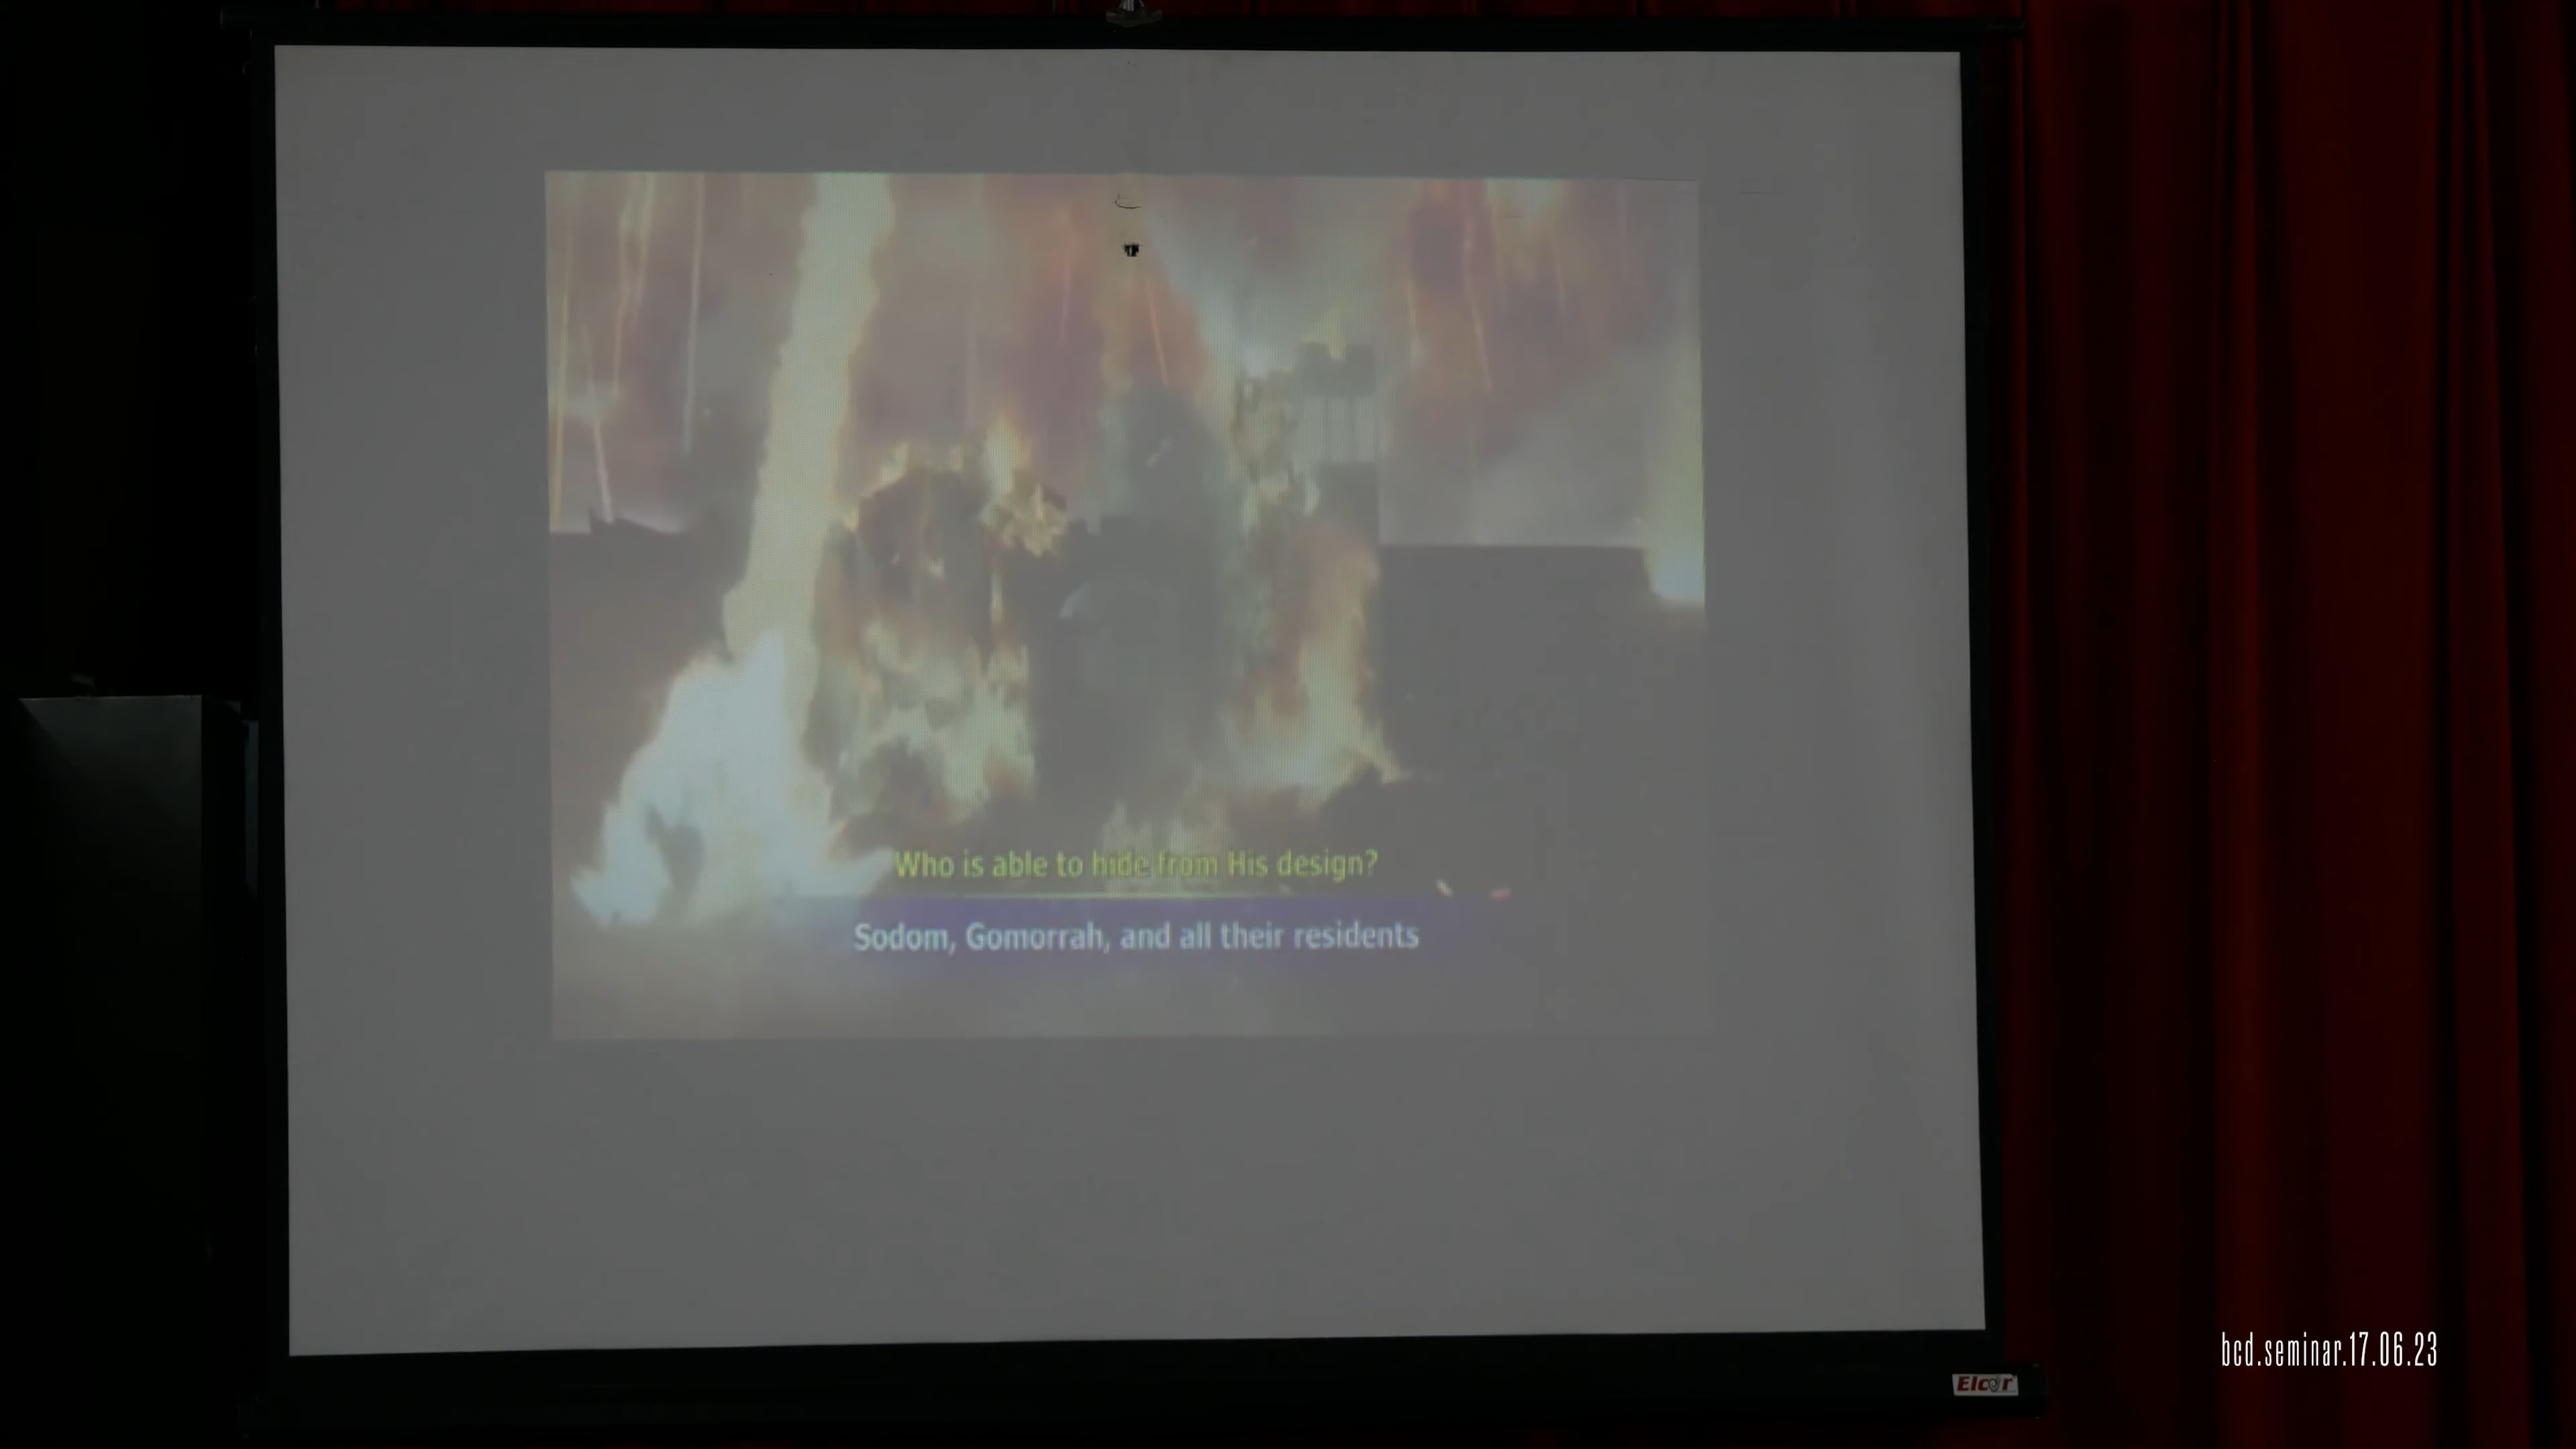 Who is able to hide from His design?
Sodom, Gomorrah, and all their residents
bcd.seminar.17.06.23
Elcor